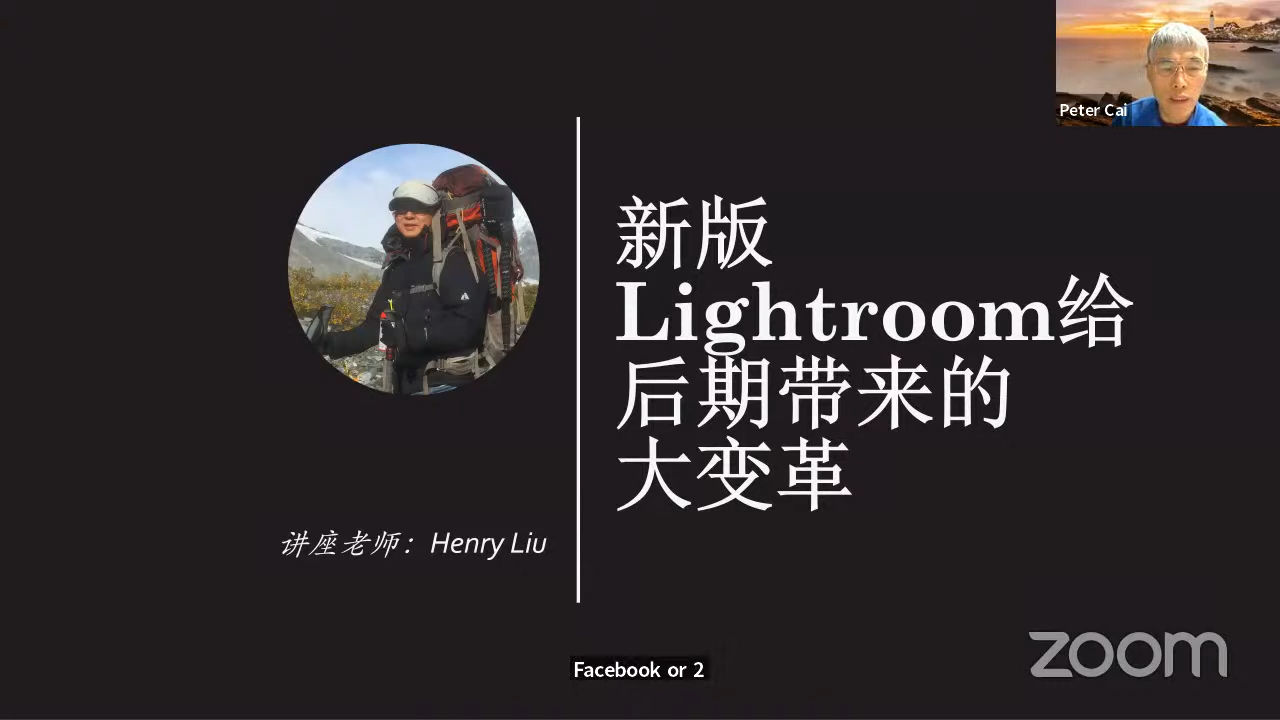 Peter Cai
新版
Lightroom给
后期带来的
大变革
讲座老师：Henry Liu
Facebook or 2
zoom